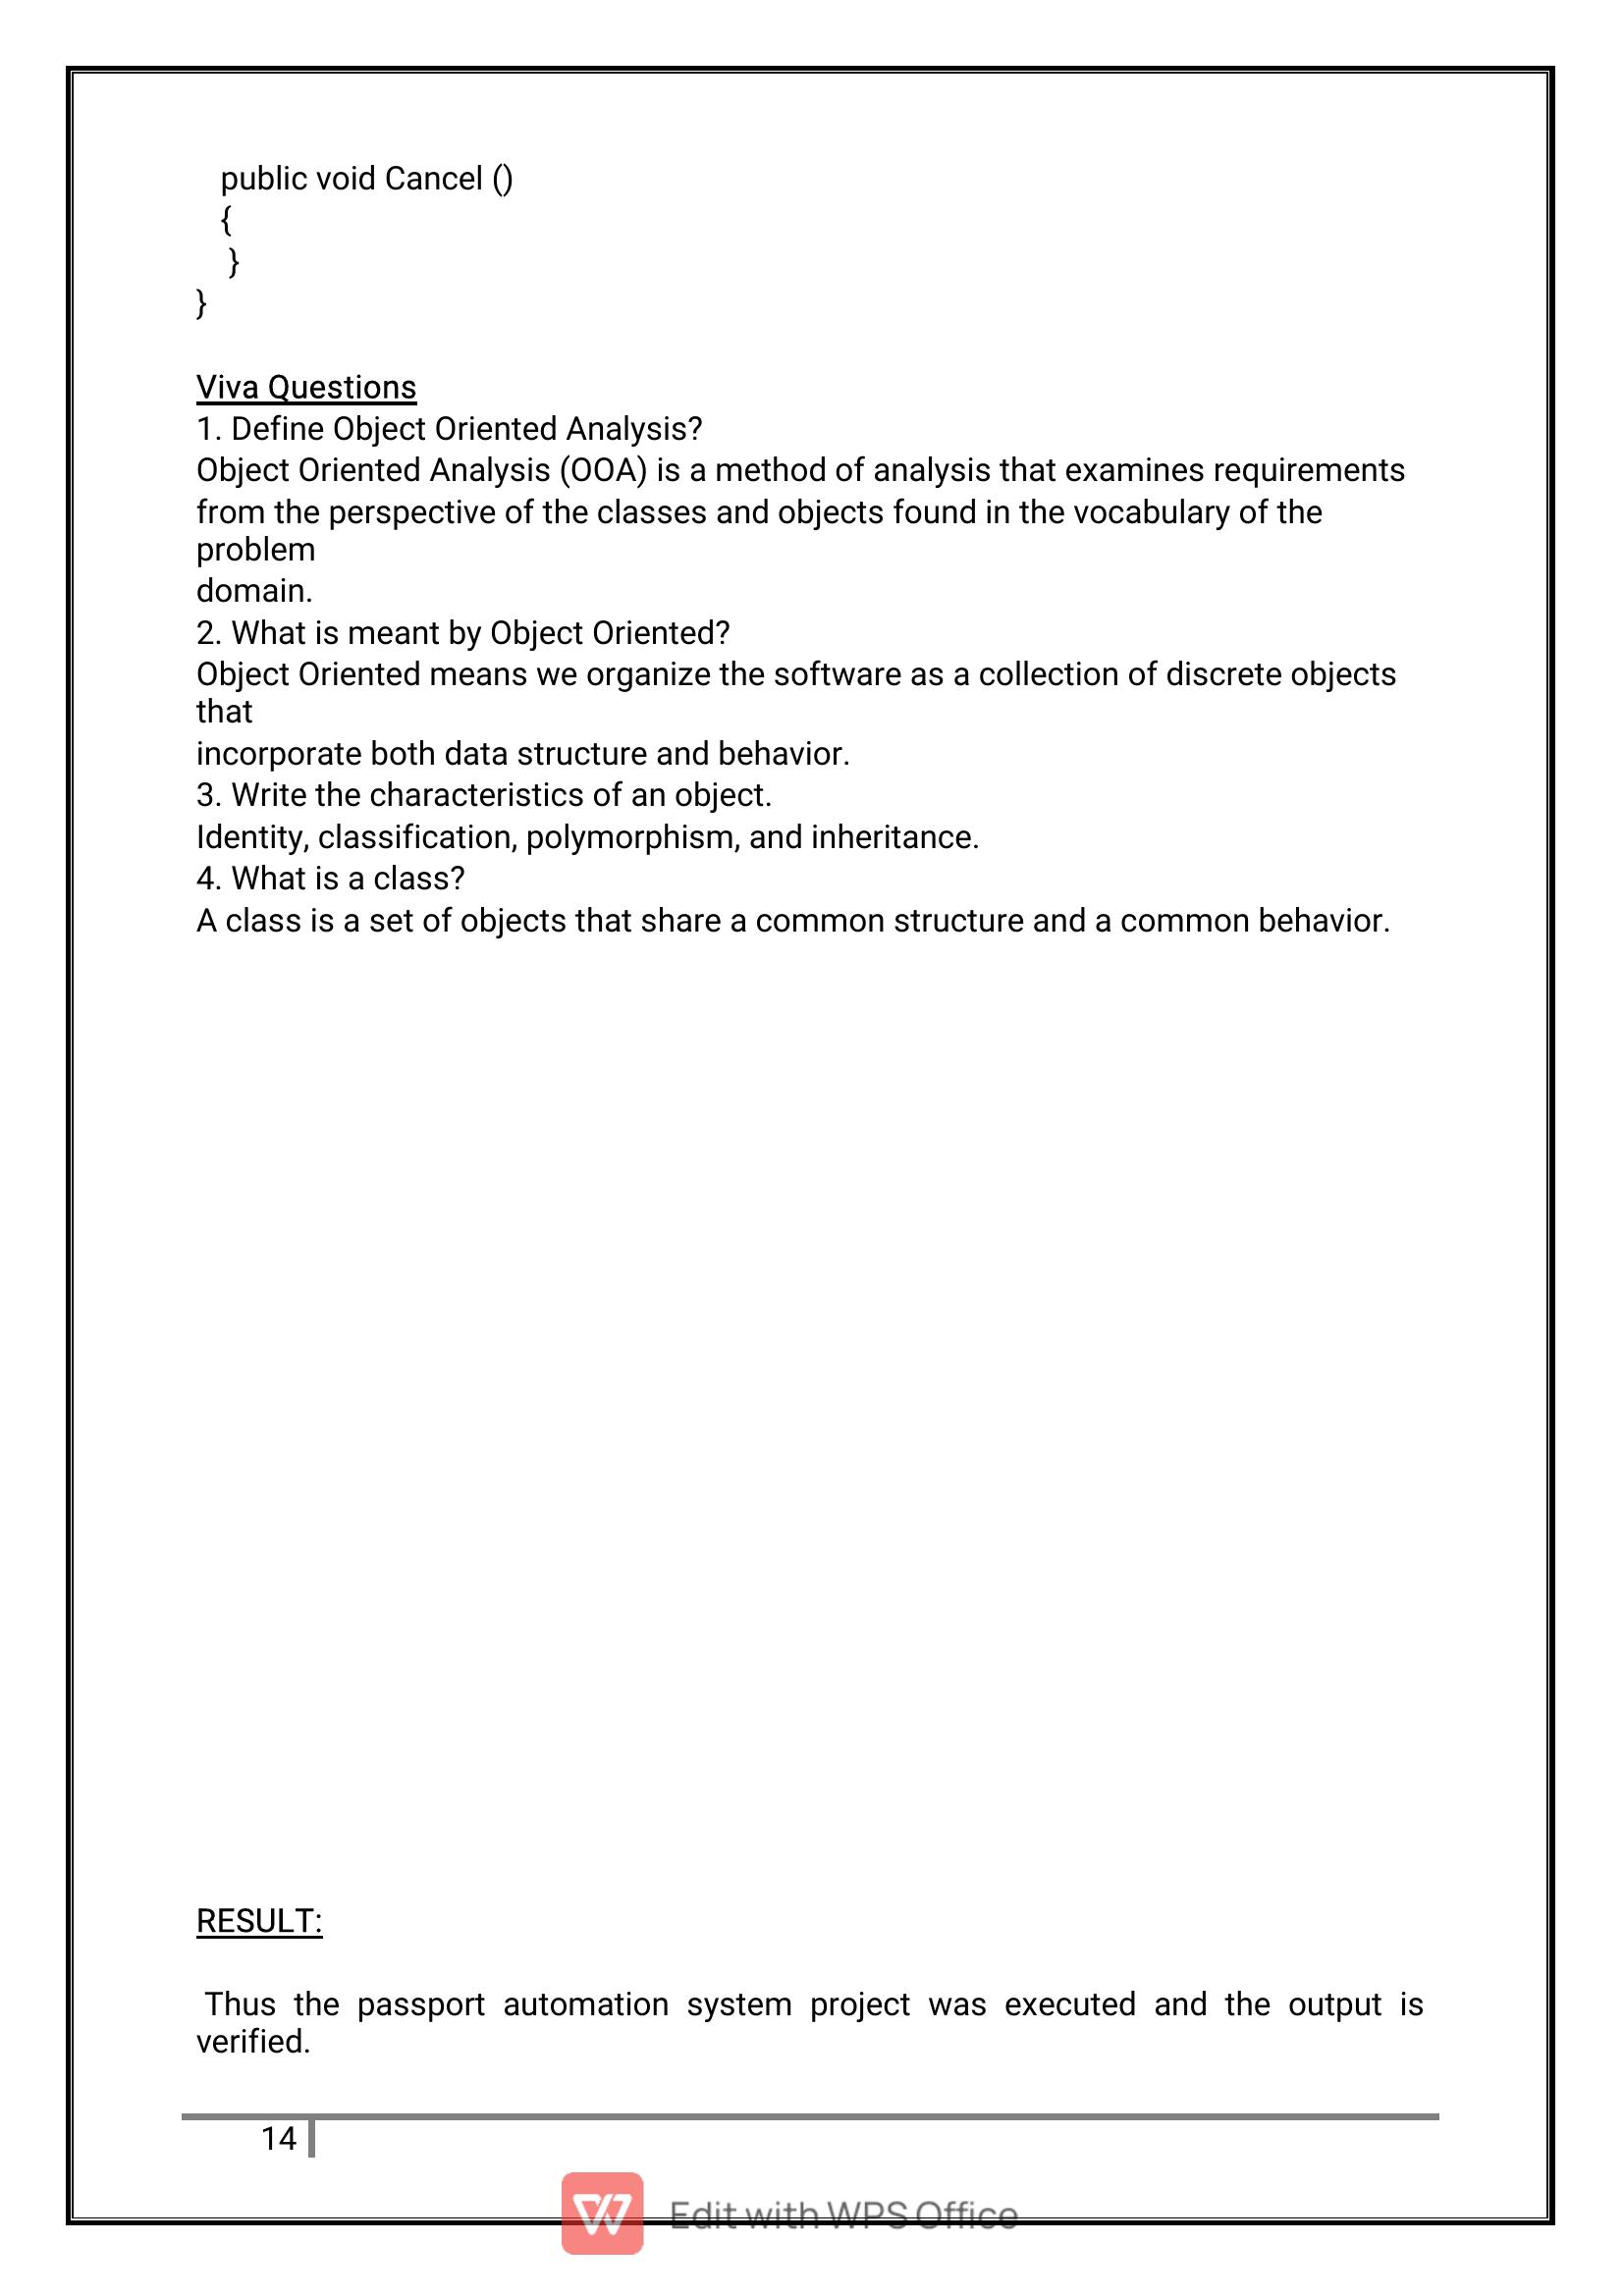 public void Cancel ()
{
}
}
Viva Questions
1. Define Object Oriented Analysis?
Object Oriented Analysis (OOA) is a method of analysis that examines requirements
from the perspective of the classes and objects found in the vocabulary of the
problem
domain.
2. What is meant by Object Oriented?
Object Oriented means we organize the software as a collection of discrete objects
that
incorporate both data structure and behavior.
3. Write the characteristics of an object.
Identity, classification, polymorphism, and inheritance.
4. What is a class?
A class is a set of objects that share a common structure and a common behavior.
RESULT:
Thus the passport automation system project was executed and the output is
verified.
14
Edit with WPS Office